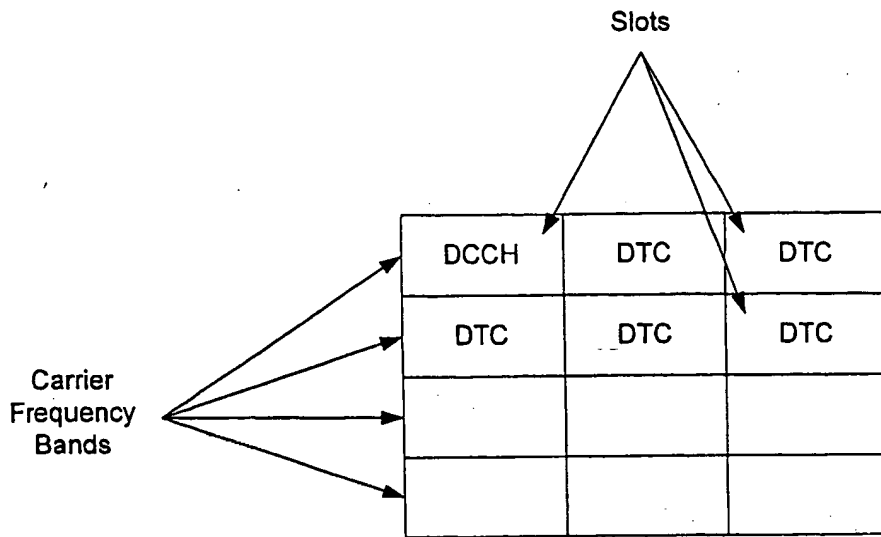 Slots
DCCH DTC DTC
DTC DTC DTC
Carrier
Frequency
Bands